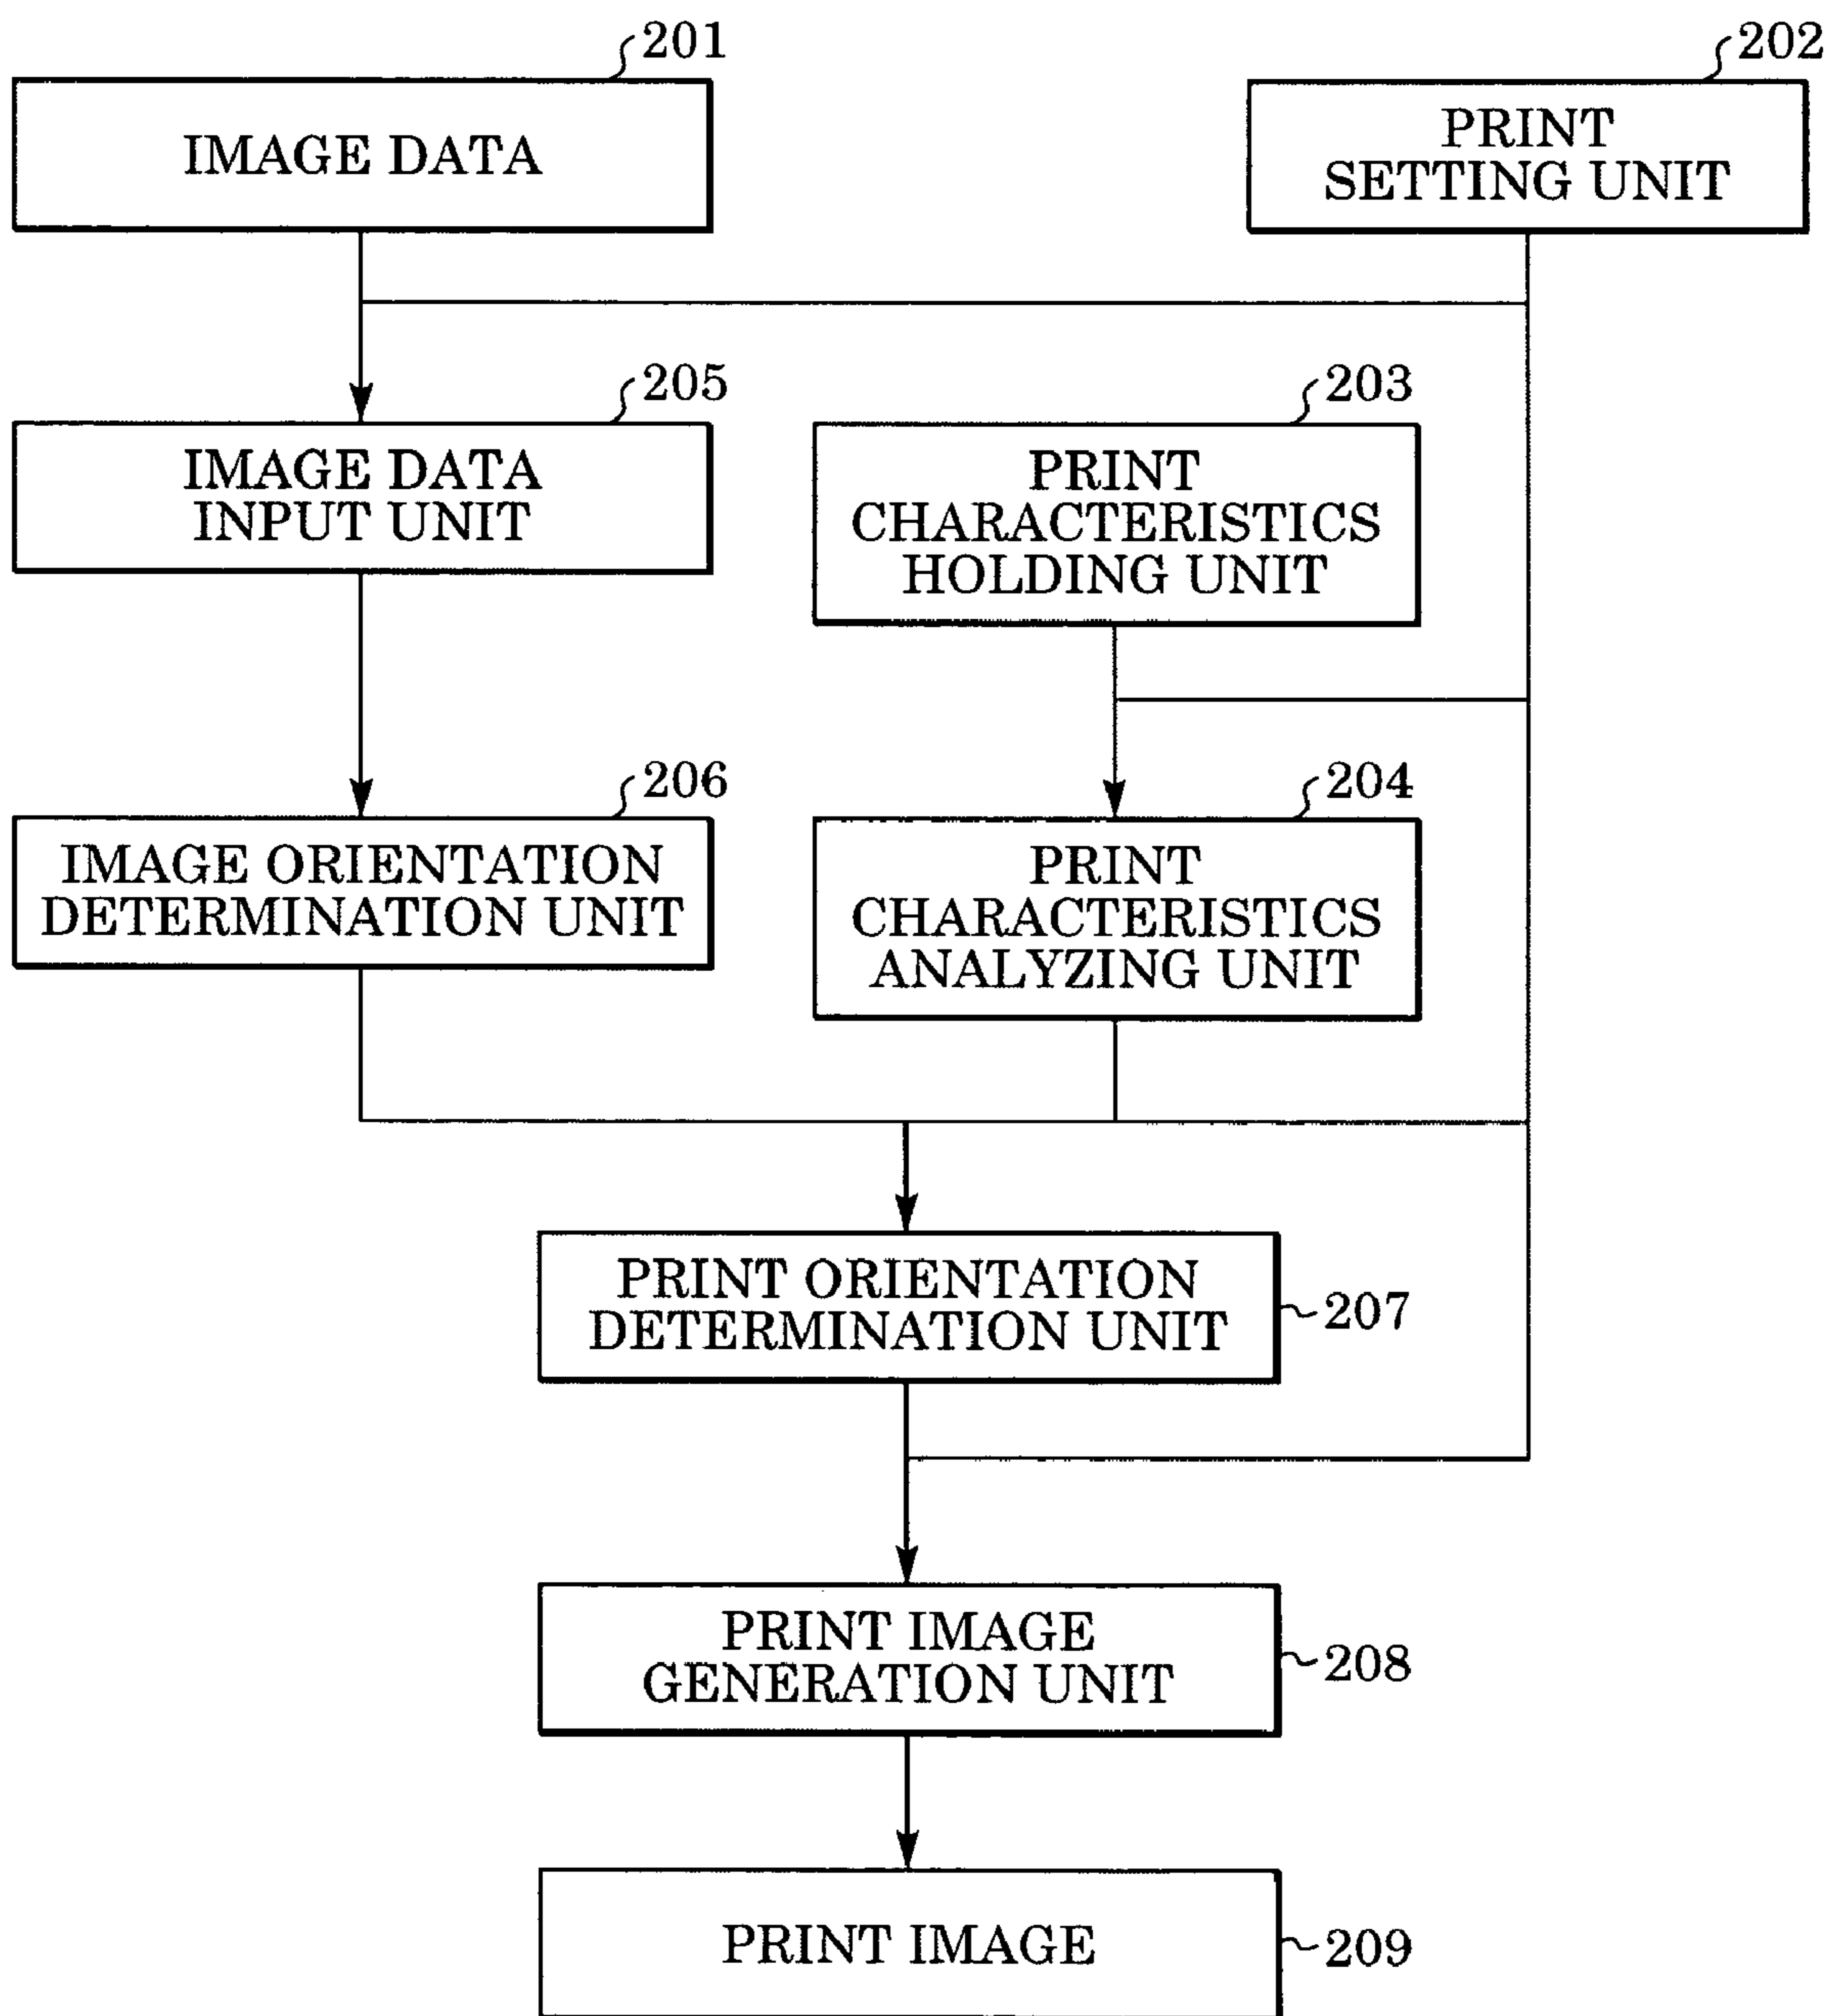 201
IMAGE DATA
202
PRINT
SETTING UNIT
205
IMAGE DATA
INPUT UNIT
203
PRINT
CHARACTERISTICS
HOLDING UNIT
206
IMAGE ORIENTATION
DETERMINATION UNIT
204
PRINT
CHARACTERISTICS
ANALYZING UNIT
PRINT ORIENTATION
DETERMINATION UNIT
207
PRINT IMAGE
GENERATION UNIT
208
PRINT IMAGE
209